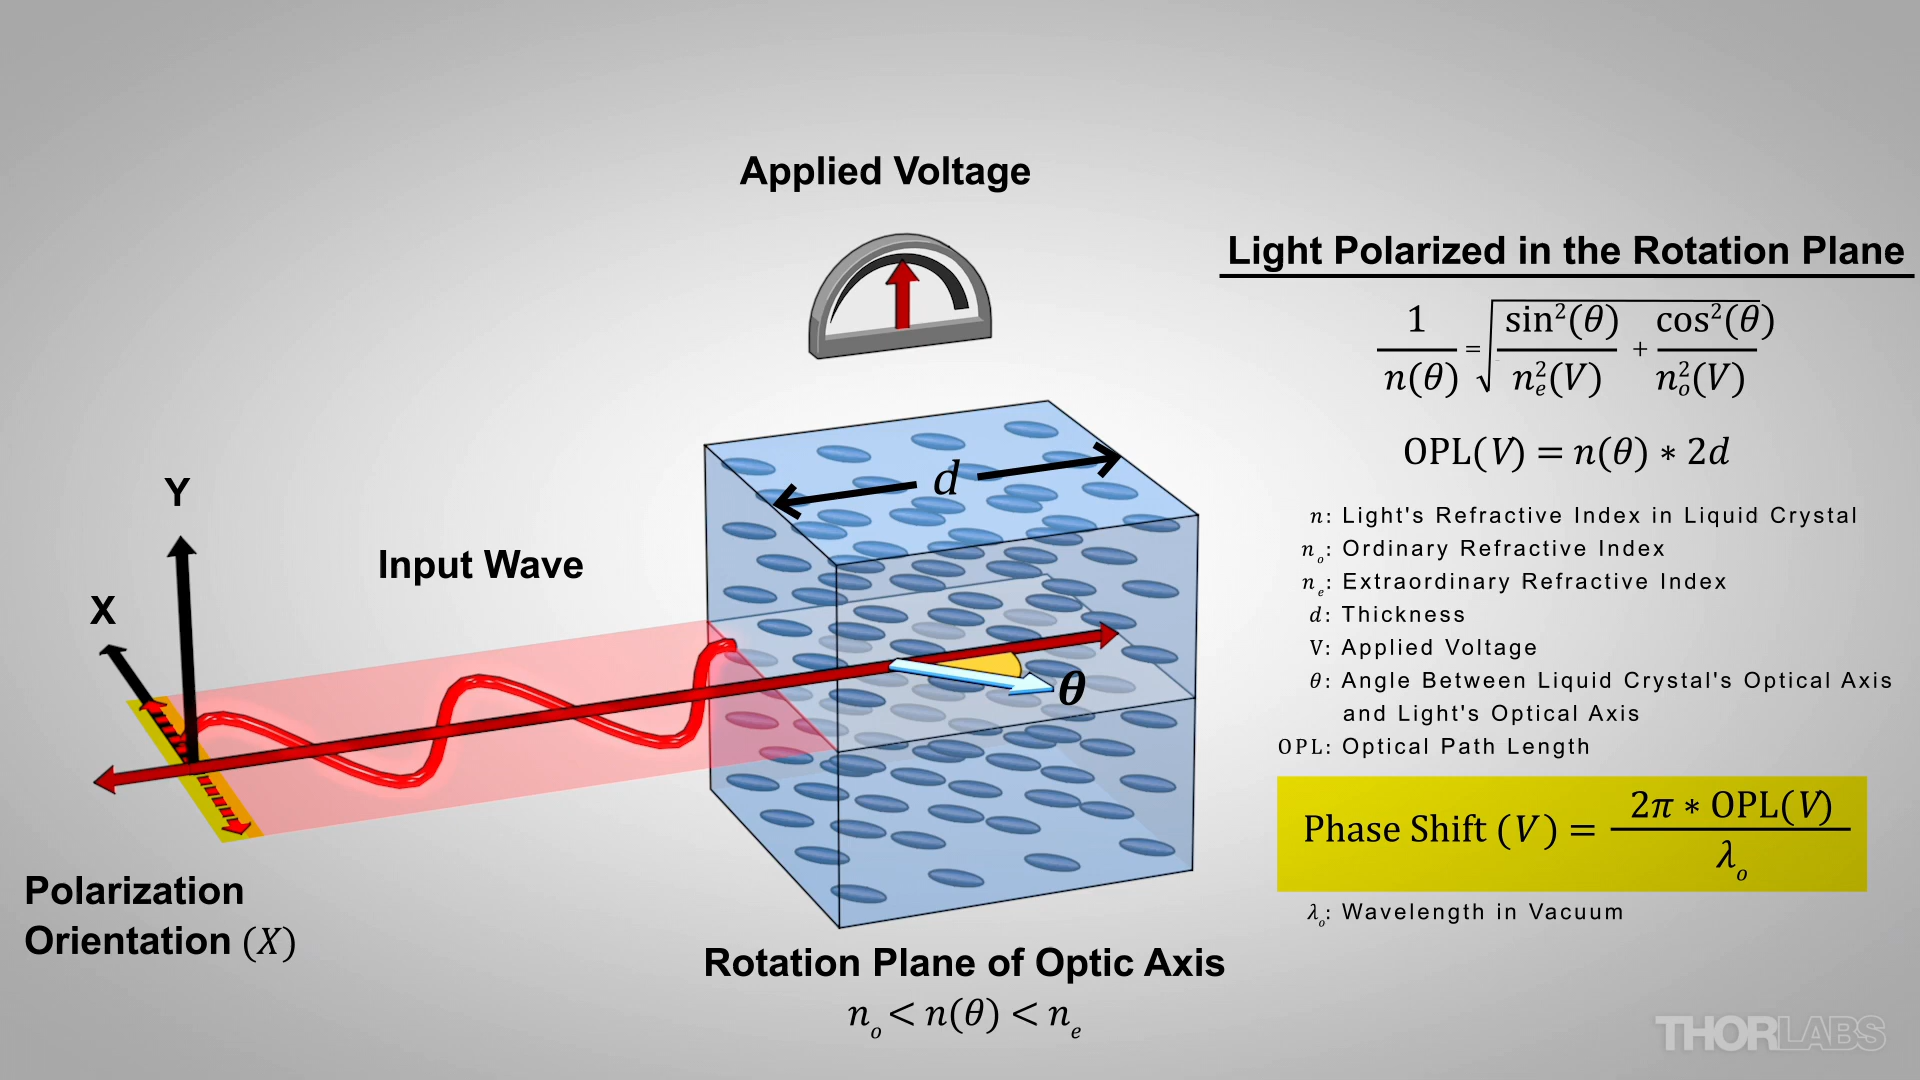 Applied Voltage
Light Polarized in the Rotation Plane
1/n(θ) = √(sin²(θ)/nₑ²(V) + cos²(θ)/nₒ²(V))
OPL(V) = n(θ) * 2d
n: Light's Refractive Index in Liquid Crystal
nₒ: Ordinary Refractive Index
nₑ: Extraordinary Refractive Index
d: Thickness
V: Applied Voltage
θ: Angle Between Liquid Crystal's Optical Axis
and Light's Optical Axis
OPL: Optical Path Length
Phase Shift (V) = 2π * OPL(V)/λₒ
λₒ: Wavelength in Vacuum
d
Y
Input Wave
X
θ
Polarization
Orientation (X)
Rotation Plane of Optic Axis
nₒ < n(θ) < nₑ
THORLABS